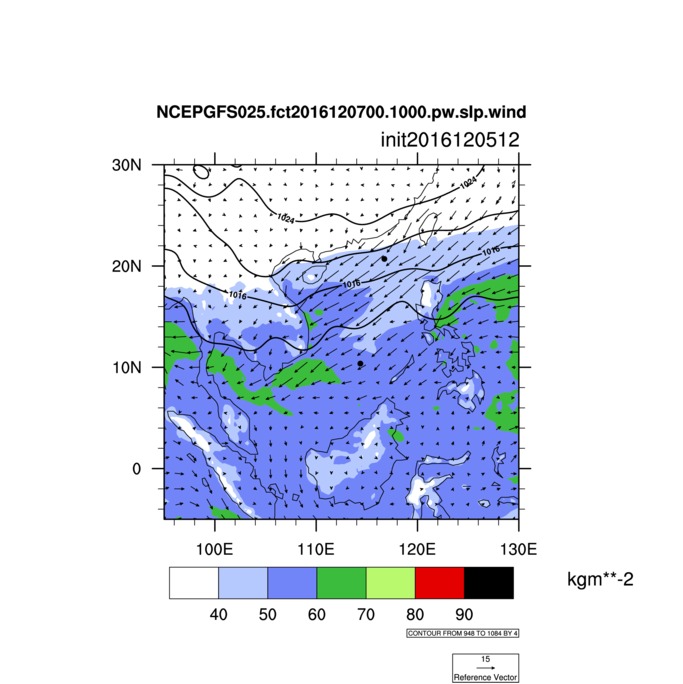 NCEPGFS025.fct2016120700.1000.pw.slp.wind
init2016120512
30N
1024
1024
20N
1016
1016
1016
10N
0
100E 110E 120E 130E
kgm**-2
40 50 60 70 80 90
CONTOUR FROM 948 TO 1084 BY 4
15
Reference Vector